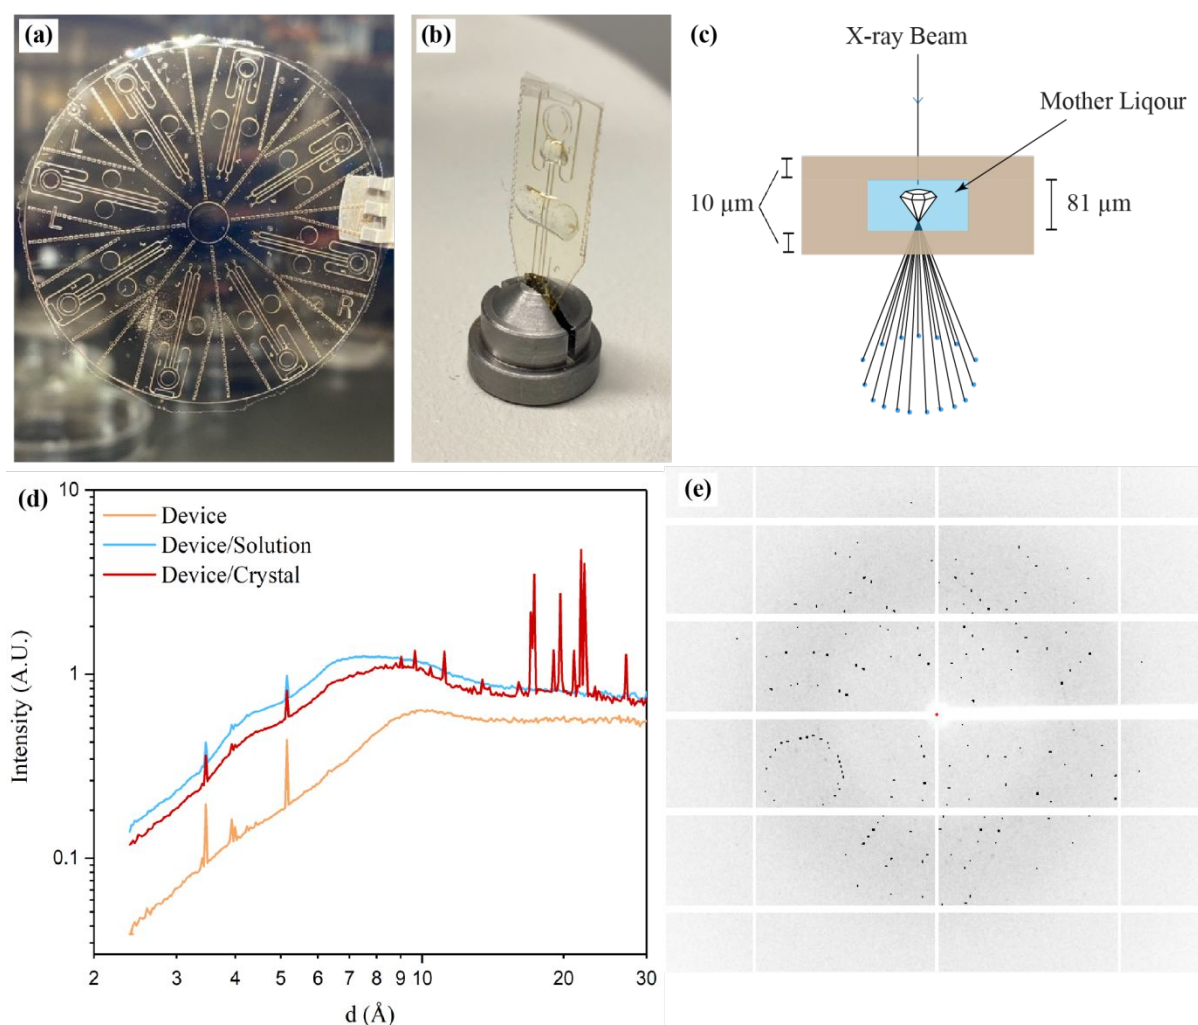 (a)
L
L
R
(b)
(c)
X-ray Beam
Mother Liqour
10 μm
81 μm
(d)
Device
Device/Solution
Device/Crystal
10
1
0.1
Intensity (A.U.)
2
3
4
5
6
7
8
9
10
20
30
d (Å)
(e)